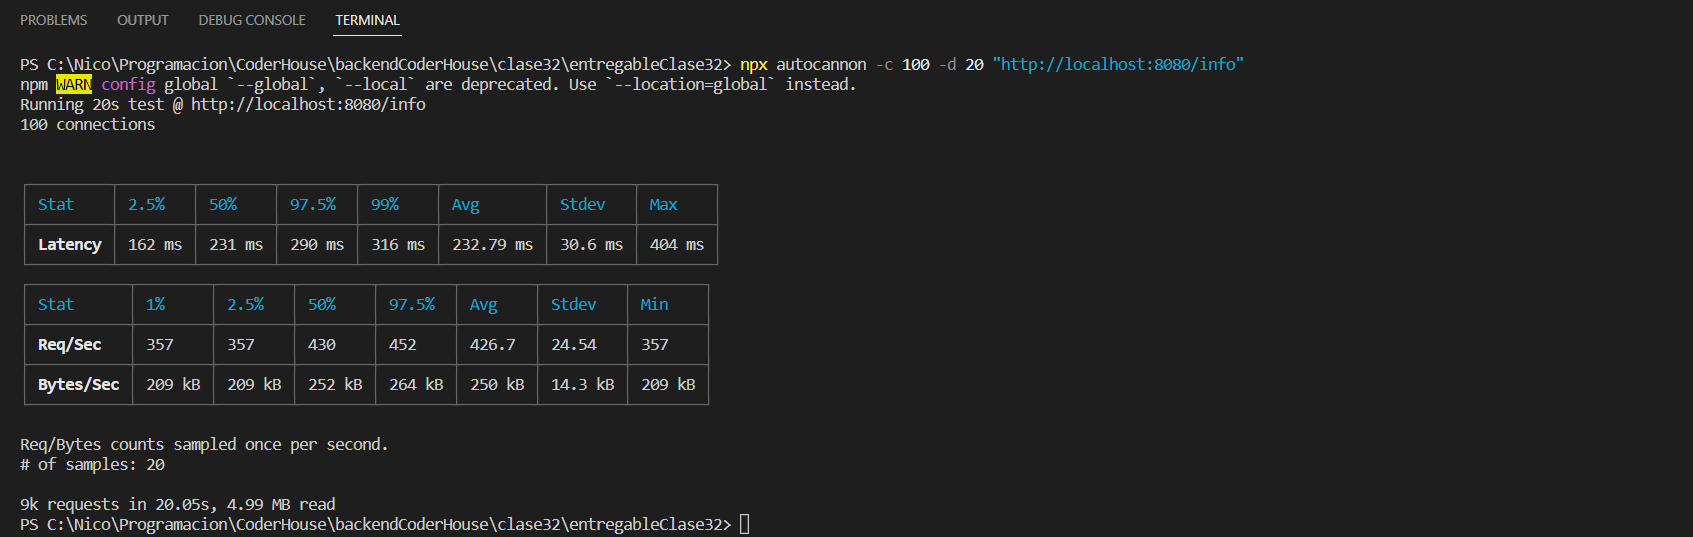 PROBLEMS OUTPUT DEBUG CONSOLE TERMINAL
PS C:\Nico\Programacion\CoderHouse\backendCoderHouse\clase32\entregableClase32> npx autocannon -c 100 -d 20 "http://localhost:8080/info"
npm WARN config global `--global`, `--local` are deprecated. Use `--location=global` instead.
Running 20s test @ http://localhost:8080/info
100 connections
Stat 2.5% 50% 97.5% 99% Avg Stdev Max
Latency 162 ms 231 ms 290 ms 316 ms 232.79 ms 30.6 ms 404 ms
Stat 1% 2.5% 50% 97.5% Avg Stdev Min
Req/Sec 357 357 430 452 426.7 24.54 357
Bytes/Sec 209 kB 209 kB 252 kB 264 kB 250 kB 14.3 kB 209 kB
Req/Bytes counts sampled once per second.
# of samples: 20
9k requests in 20.05s, 4.99 MB read
PS C:\Nico\Programacion\CoderHouse\backendCoderHouse\clase32\entregableClase32>